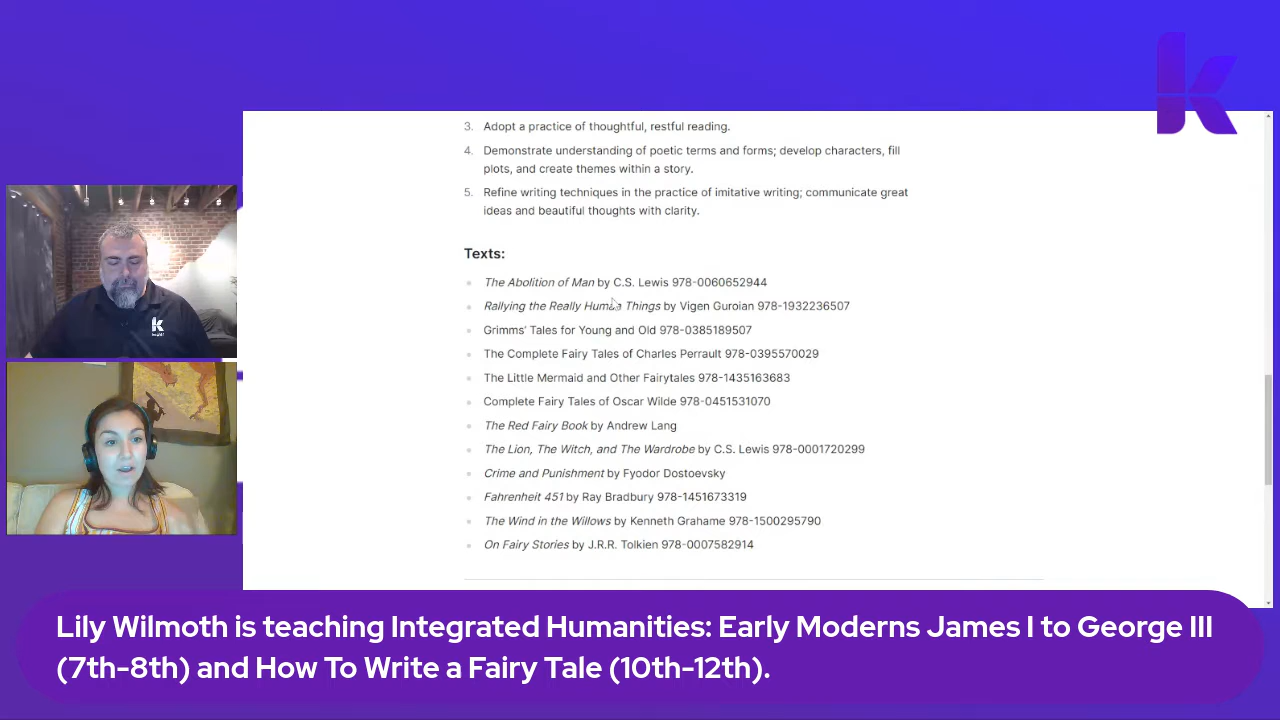 3. Adopt a practice of thoughtful, restful reading.
4. Demonstrate understanding of poetic terms and forms; develop characters, fill
plots, and create themes within a story.
5. Refine writing techniques in the practice of imitative writing; communicate great
ideas and beautiful thoughts with clarity.
Texts:
The Abolition of Man by C.S. Lewis 978-0060652944
Rallying the Really Human Things by Vigen Guroian 978-1932236507
Grimms’ Tales for Young and Old 978-0385189507
The Complete Fairy Tales of Charles Perrault 978-0395570029
The Little Mermaid and Other Fairytales 978-1435163683
Complete Fairy Tales of Oscar Wilde 978-0451531070
The Red Fairy Book by Andrew Lang
The Lion, The Witch, and The Wardrobe by C.S. Lewis 978-0001720299
Crime and Punishment by Fyodor Dostoevsky
Fahrenheit 451 by Ray Bradbury 978-1451673319
The Wind in the Willows by Kenneth Grahame 978-1500295790
On Fairy Stories by J.R.R. Tolkien 978-0007582914
Lily Wilmoth is teaching Integrated Humanities: Early Moderns James I to George III
(7th-8th) and How To Write a Fairy Tale (10th-12th).